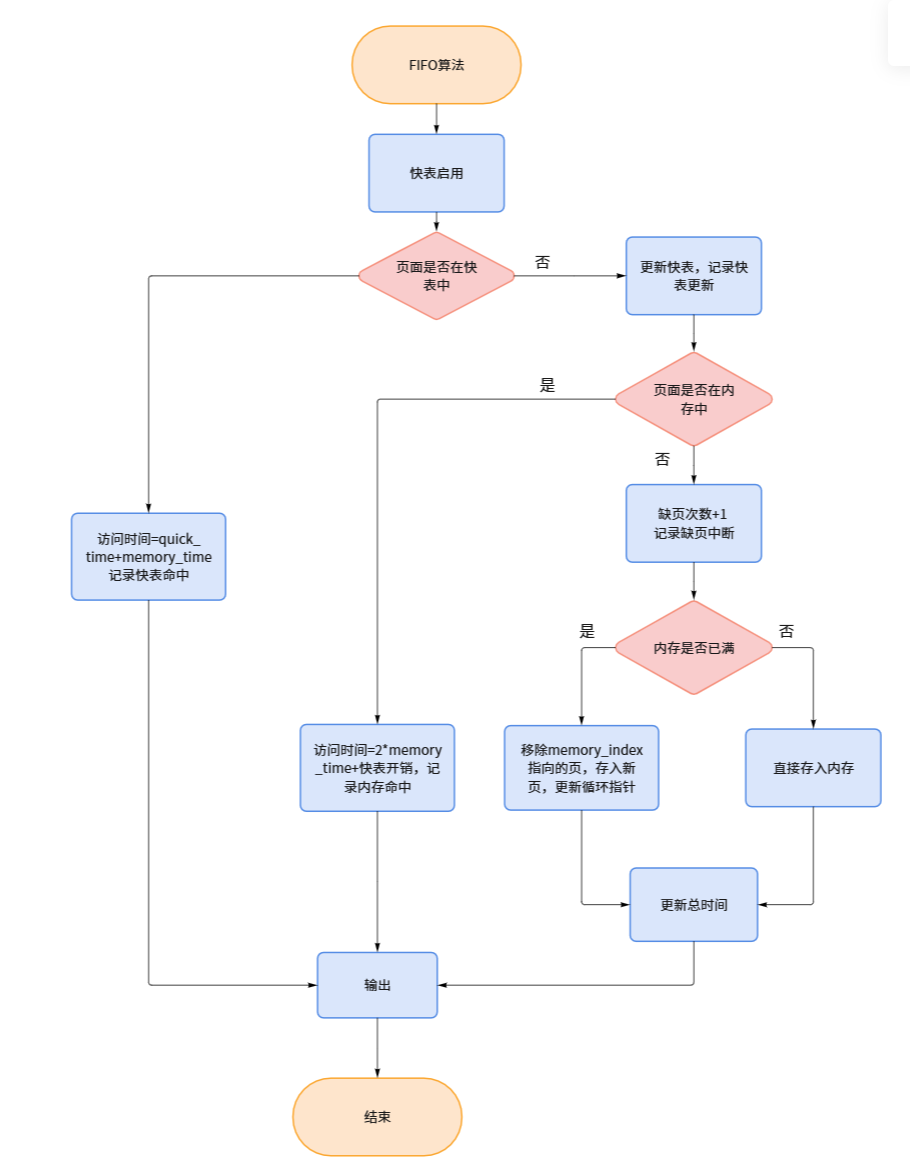 FIFO算法
快表启用
页面是否在快
表中
否
更新快表，记录快
表更新
页面是否在内
存中
是
否
缺页次数+1
记录缺页中断
访问时间=quick_
time+memory_time
记录快表命中
内存是否已满
是
否
访问时间=2*memory
_time+快表开销，记
录内存命中
移除memory_index
指向的页，存入新
页，更新循环指针
直接存入内存
更新总时间
输出
结束